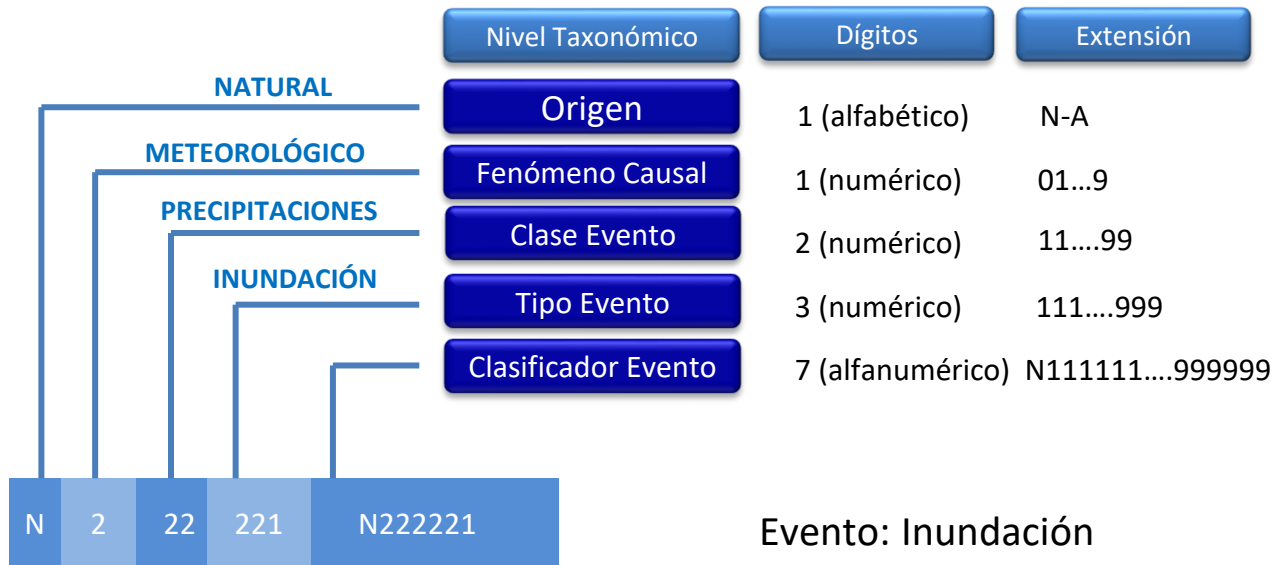 Nivel Taxonómico Dígitos Extensión
NATURAL
Origen 1 (alfabético) N-A
METEOROLÓGICO
Fenómeno Causal 1 (numérico) 01...9
PRECIPITACIONES
Clase Evento 2 (numérico) 11....99
INUNDACIÓN
Tipo Evento 3 (numérico) 111....999
Clasificador Evento 7 (alfanumérico) N111111....999999
N 2 22 221 N222221
Evento: Inundación